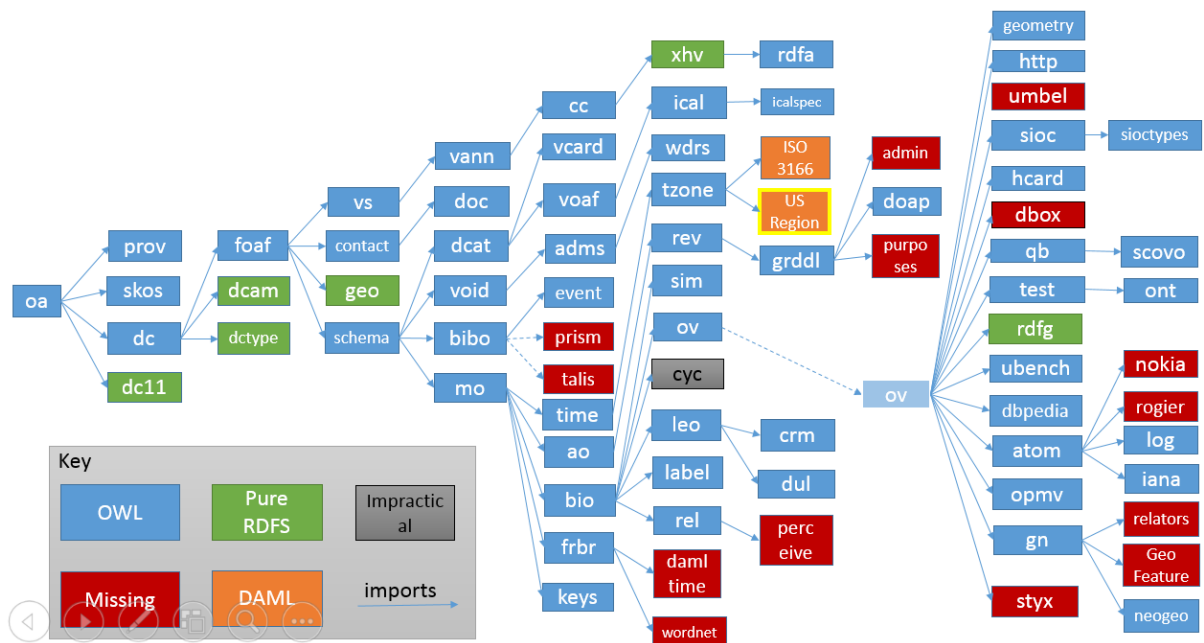 oa
prov
skos
dc
dc11
foaf
dcam
dctype
vs
contact
geo
schema
vann
doc
dcat
void
bibo
mo
cc
vcard
voaf
adms
event
prism
talis
time
ao
bio
frbr
keys
xhv
ical
wdrs
tzone
rev
sim
ov
cyc
leo
label
rel
daml
time
wordnet
rdfa
icalspec
ISO
3166
US
Region
grddl
crm
dul
perc
eive
admin
doap
purpo
ses
ov
geometry
http
umbel
sioc
hcard
dbox
qb
test
rdfg
ubench
dbpedia
atom
opmv
gn
styx
sioctypes
scovo
ont
nokia
rogier
log
iana
relators
Geo
Feature
neogeo
Key
OWL
Pure
RDFS
Impractic
al
Missing
DAML
imports